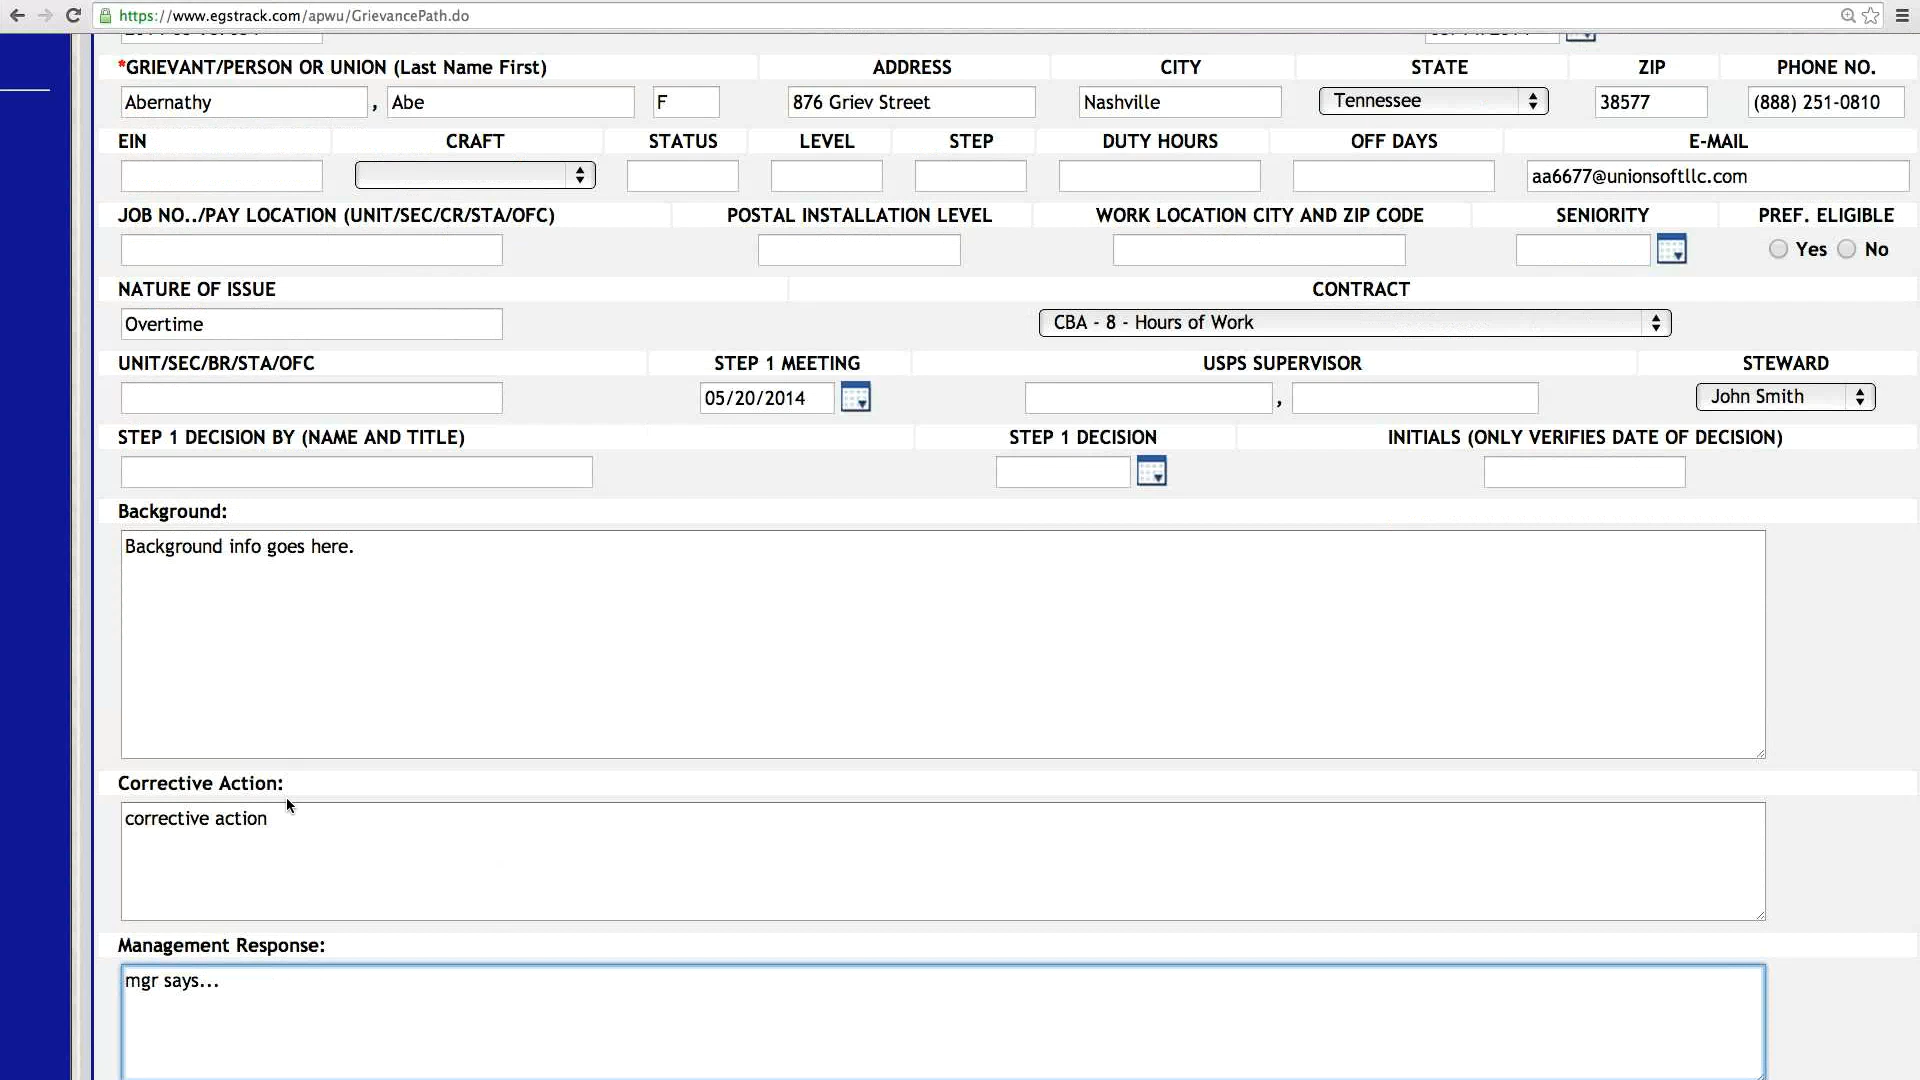 https://www.egstrack.com/apwu/GrievancePath.do
*GRIEVANT/PERSON OR UNION (Last Name First) ADDRESS CITY STATE ZIP PHONE NO.
Abernathy , Abe F 876 Griev Street Nashville Tennessee 38577 (888) 251-0810
EIN CRAFT STATUS LEVEL STEP DUTY HOURS OFF DAYS E-MAIL
aa6677@unionsoftllc.com
JOB NO../PAY LOCATION (UNIT/SEC/CR/STA/OFC) POSTAL INSTALLATION LEVEL WORK LOCATION CITY AND ZIP CODE SENIORITY PREF. ELIGIBLE
Yes No
NATURE OF ISSUE CONTRACT
Overtime CBA - 8 - Hours of Work
UNIT/SEC/BR/STA/OFC STEP 1 MEETING USPS SUPERVISOR STEWARD
05/20/2014 , John Smith
STEP 1 DECISION BY (NAME AND TITLE) STEP 1 DECISION INITIALS (ONLY VERIFIES DATE OF DECISION)
Background:
Background info goes here.
Corrective Action:
corrective action
Management Response:
mgr says...